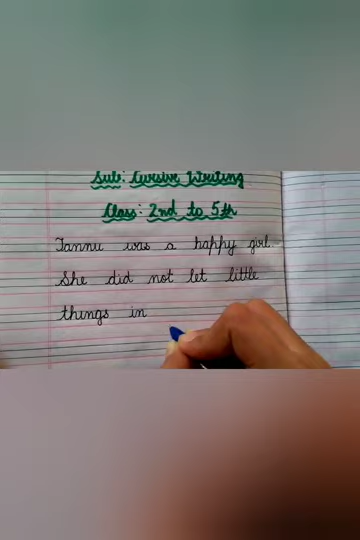 Sub: Cursive Writing
Class: 2nd to 5th
Tannu was a happy girl.
She did not let little
things in